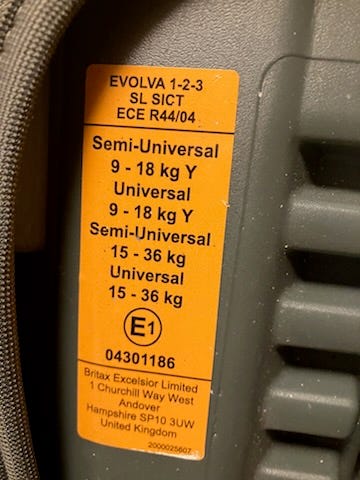 EVOLVA 1-2-3
SL SICT
ECE R44/04
Semi-Universal
9 - 18 kg Y
Universal
9 - 18 kg Y
Semi-Universal
15 - 36 kg
Universal
15 - 36 kg
E1
04301186
Britax Excelsior Limited
1 Churchill Way West
Andover
Hampshire SP10 3UW
United Kingdom
2000025607